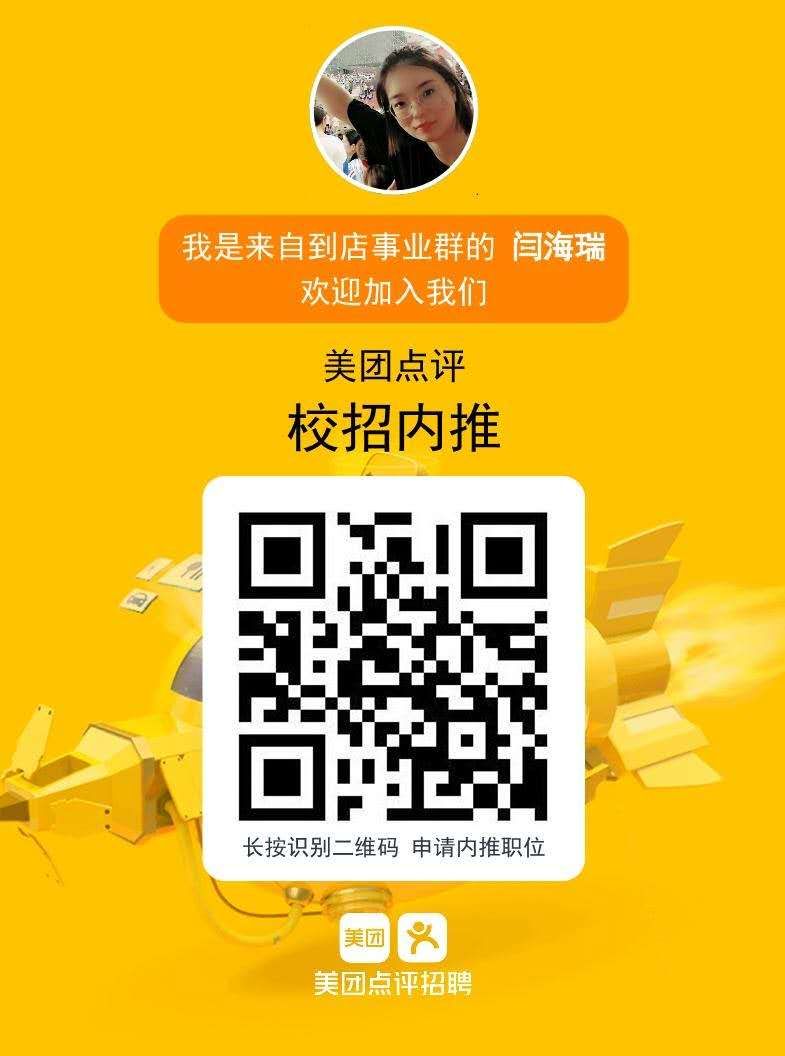 我是来自到店事业群的 闫海瑞
欢迎加入我们
美团点评
校招内推
长按识别二维码 申请内推职位
美团
美团点评招聘